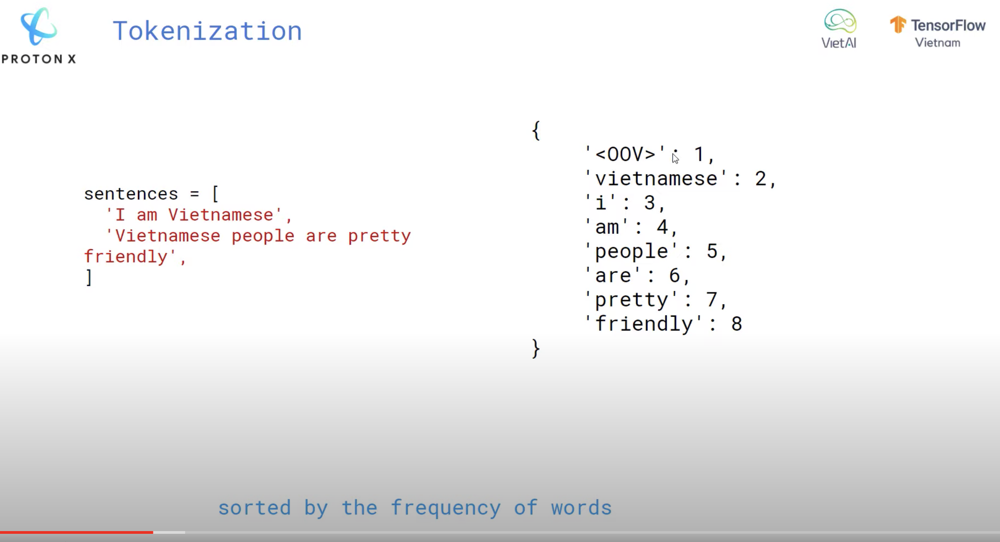 PROTON X
Tokenization
VietAI
TensorFlow
Vietnam
sentences = [
'I am Vietnamese',
'Vietnamese people are pretty
friendly',
]
{
'<OOV>': 1,
'vietnamese': 2,
'i': 3,
'am': 4,
'people': 5,
'are': 6,
'pretty': 7,
'friendly': 8
}
sorted by the frequency of words